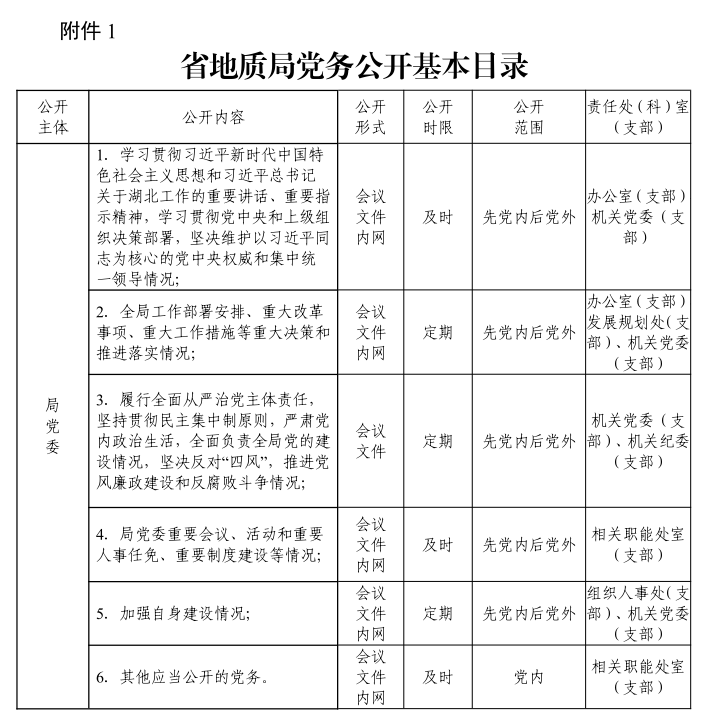 附件 1
省地质局党务公开基本目录
公开
主体
公开内容
公开
形式
公开
时限
公开
范围
责任处（科）室
（支部）
局
党
委
1. 学习贯彻习近平新时代中国特
色社会主义思想和习近平总书记
关于湖北工作的重要讲话、重要指
示精神，学习贯彻党中央和上级组
织决策部署，坚决维护以习近平同
志为核心的党中央权威和集中统
一领导情况;
会议
文件
内网
及时
先党内后党外
办公室（支部）
机关党委（支
部）
2. 全局工作部署安排、重大改革
事项、重大工作措施等重大决策和
推进落实情况;
会议
文件
内网
定期
先党内后党外
办公室（支部）
发展规划处（支
部）、机关党委
（支部）
3. 履行全面从严治党主体责任，
坚持贯彻民主集中制原则，严肃党
内政治生活，全面负责全局党的建
设情况，坚决反对“四风”，推进党
风廉政建设和反腐败斗争情况;
会议
文件
定期
先党内后党外
机关党委（支
部）、机关纪委
（支部）
4. 局党委重要会议、活动和重要
人事任免、重要制度建设等情况;
会议
文件
内网
及时
先党内后党外
相关职能处室
（支部）
5. 加强自身建设情况;
会议
文件
内网
定期
先党内后党外
组织人事处（支
部）、机关党委
（支部）
6. 其他应当公开的党务。
会议
文件
内网
及时
党内
相关职能处室
（支部）